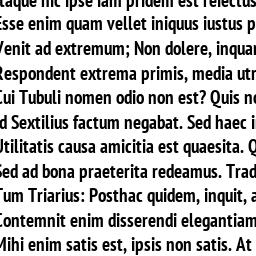 Itaque hic ipse iam pridem est reiectus
Esse enim quam vellet iniquus iustus p
Venit ad extremum; Non dolere, inquam
Respondent extrema primis, media utr
Cui Tubuli nomen odio non est? Quis n
Id Sextilius factum negabat. Sed haec i
Utilitatis causa amicitia est quaesita. Q
Sed ad bona praeterita redeamus. Trad
Tum Triarius: Posthac quidem, inquit, a
Contemnit enim disserendi elegantiam
Mihi enim satis est, ipsis non satis. At